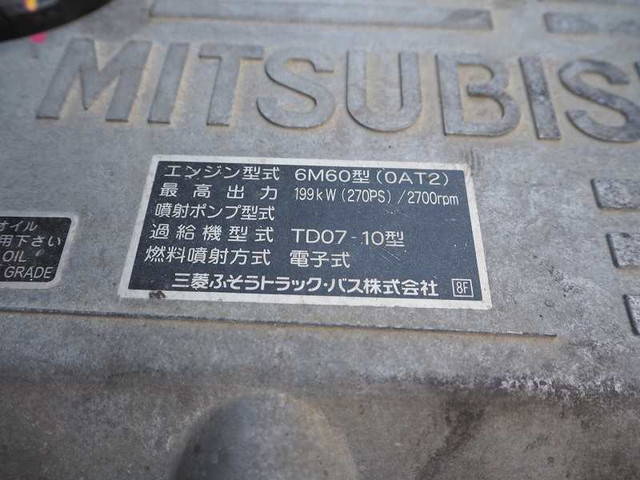 MITSUBIS
エンジン型式 6M60型(0AT2)
最高出力 199kW(270PS)/2700rpm
噴射ポンプ型式
過給機型式 TD07-10型
燃料噴射方式 電子式
三菱ふそうトラック・バス株式会社 8F
オイル
用下さい
OIL
GRADE